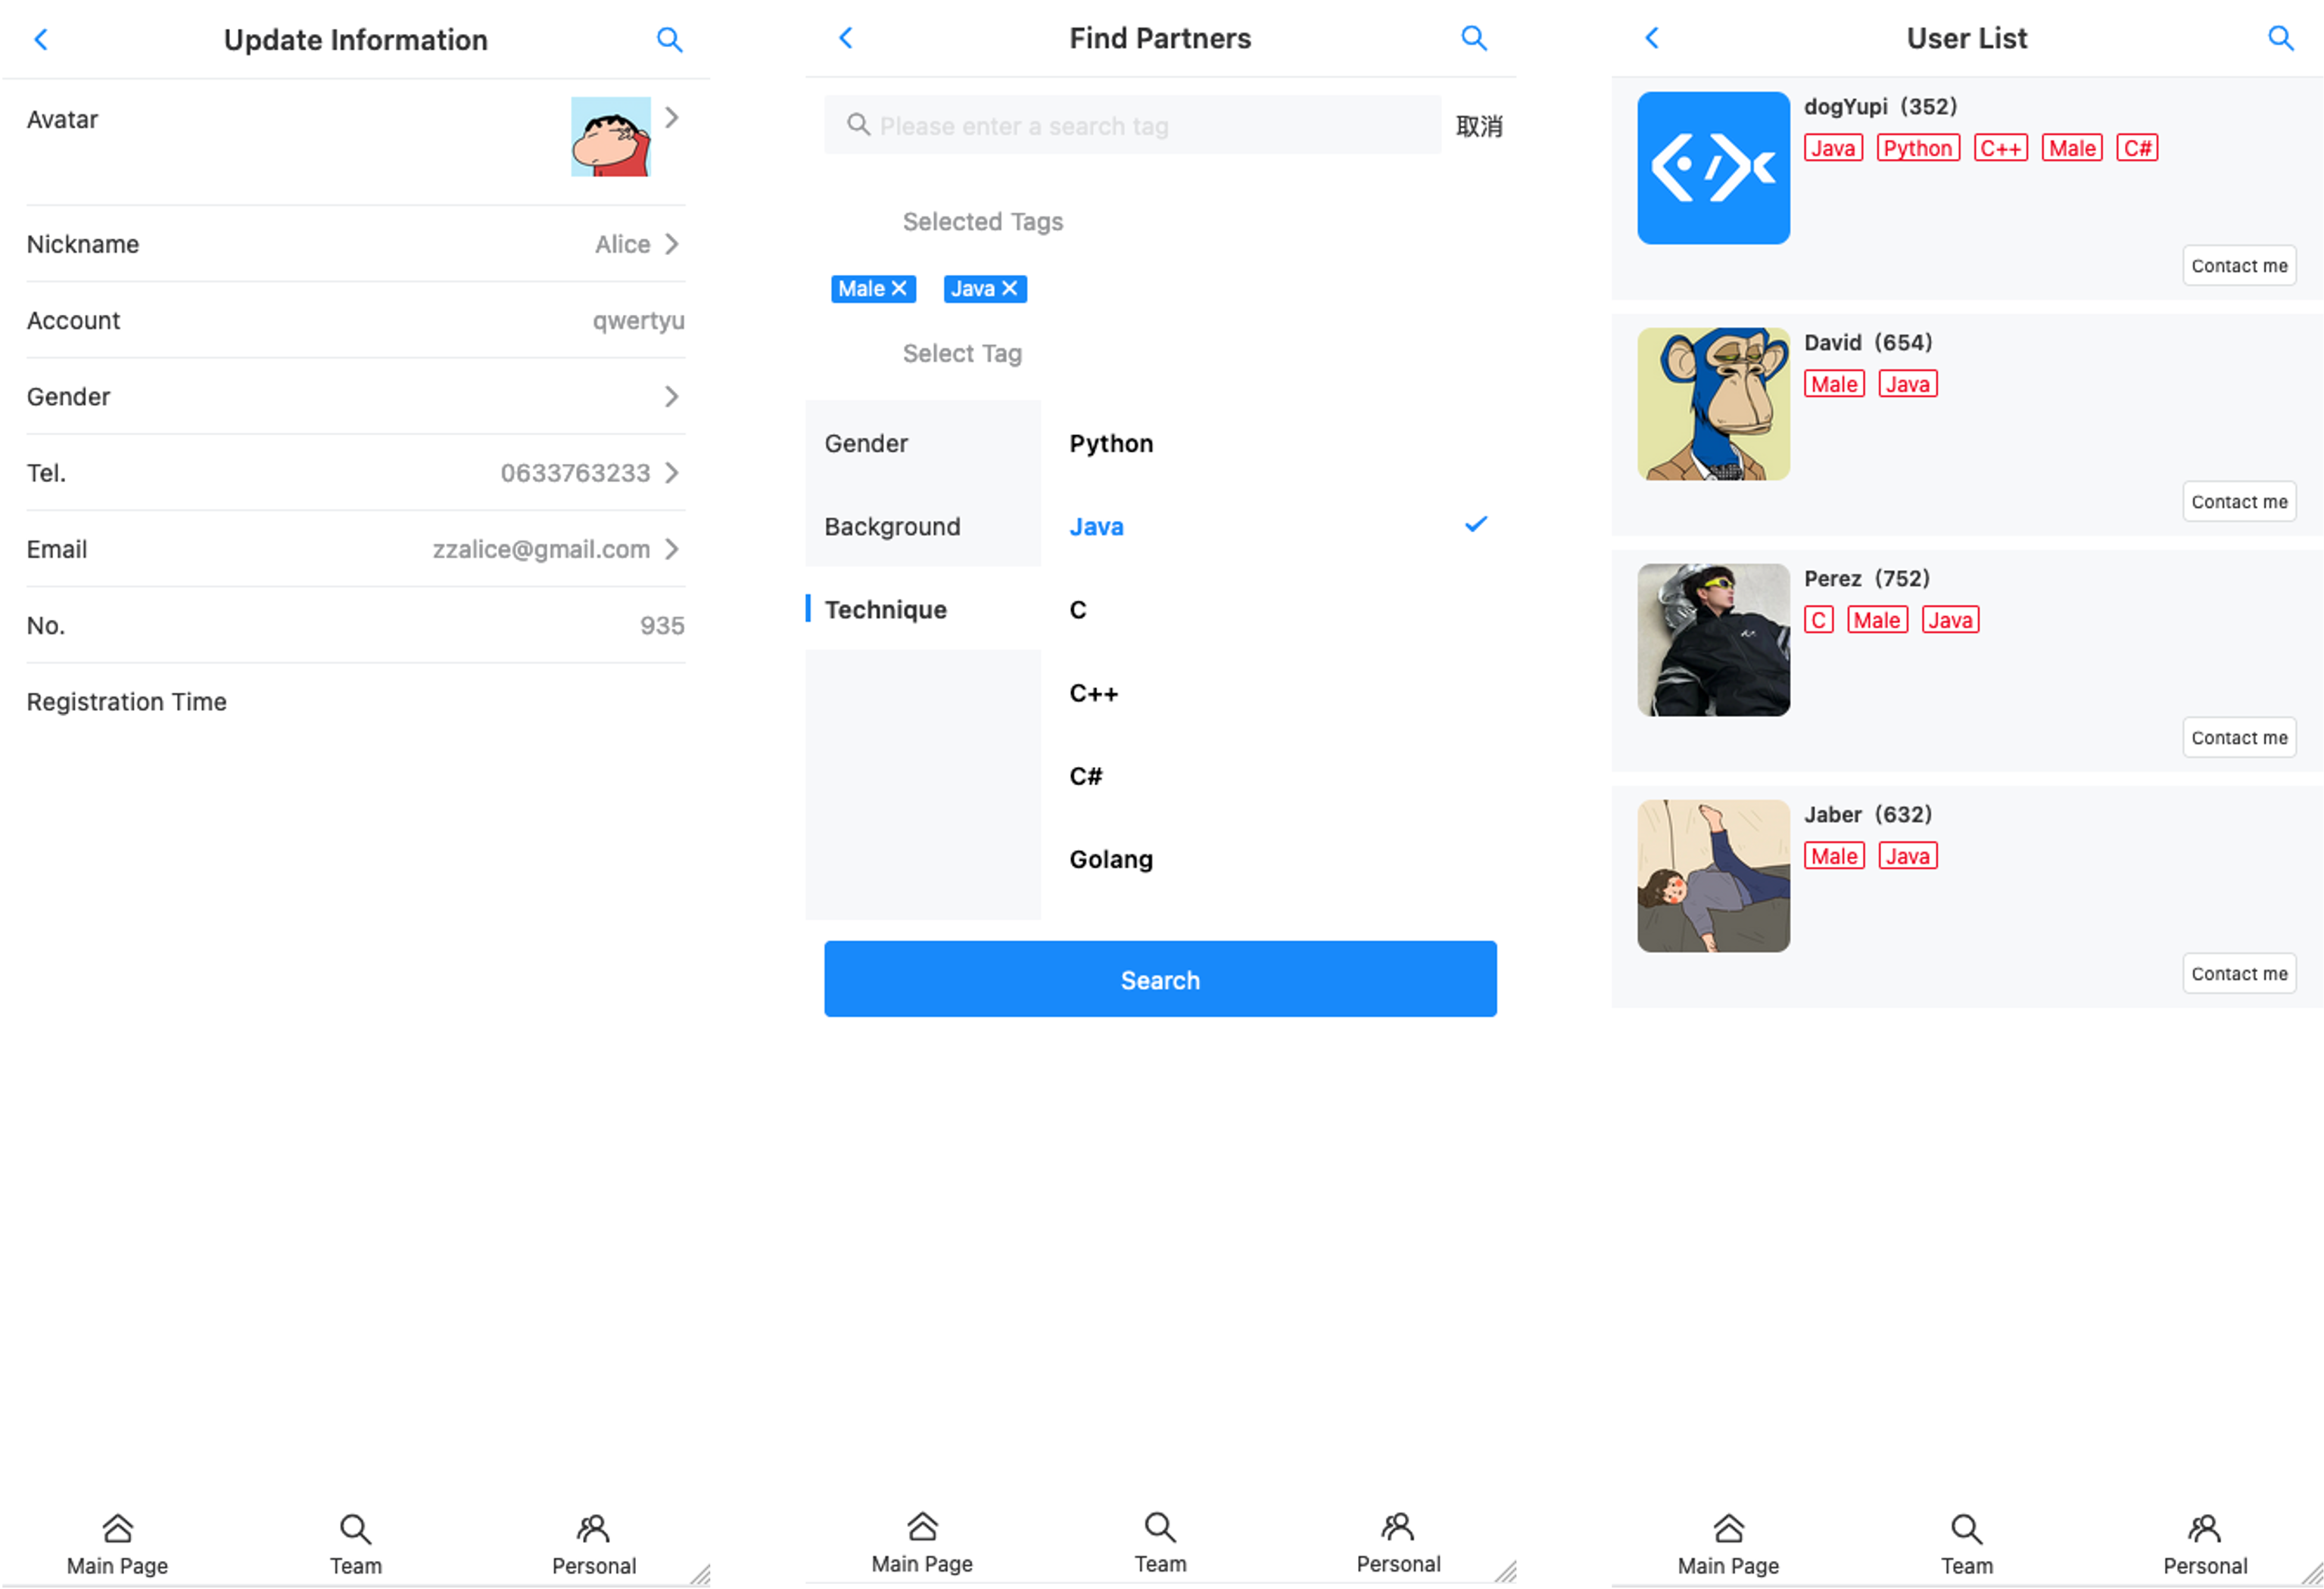 Update Information
Avatar
Nickname Alice
Account qwertyu
Gender
Tel. 0633763233
Email zzalice@gmail.com
No. 935
Registration Time
Main Page Team Personal
Find Partners
Please enter a search tag 取消
Selected Tags
Male Java
Select Tag
Gender Python
Background Java
Technique C
C++
C#
Golang
Search
Main Page Team Personal
User List
dogYupi (352)
Java Python C++ Male C#
Contact me
David (654)
Male Java
Contact me
Perez (752)
C Male Java
Contact me
Jaber (632)
Male Java
Contact me
Main Page Team Personal